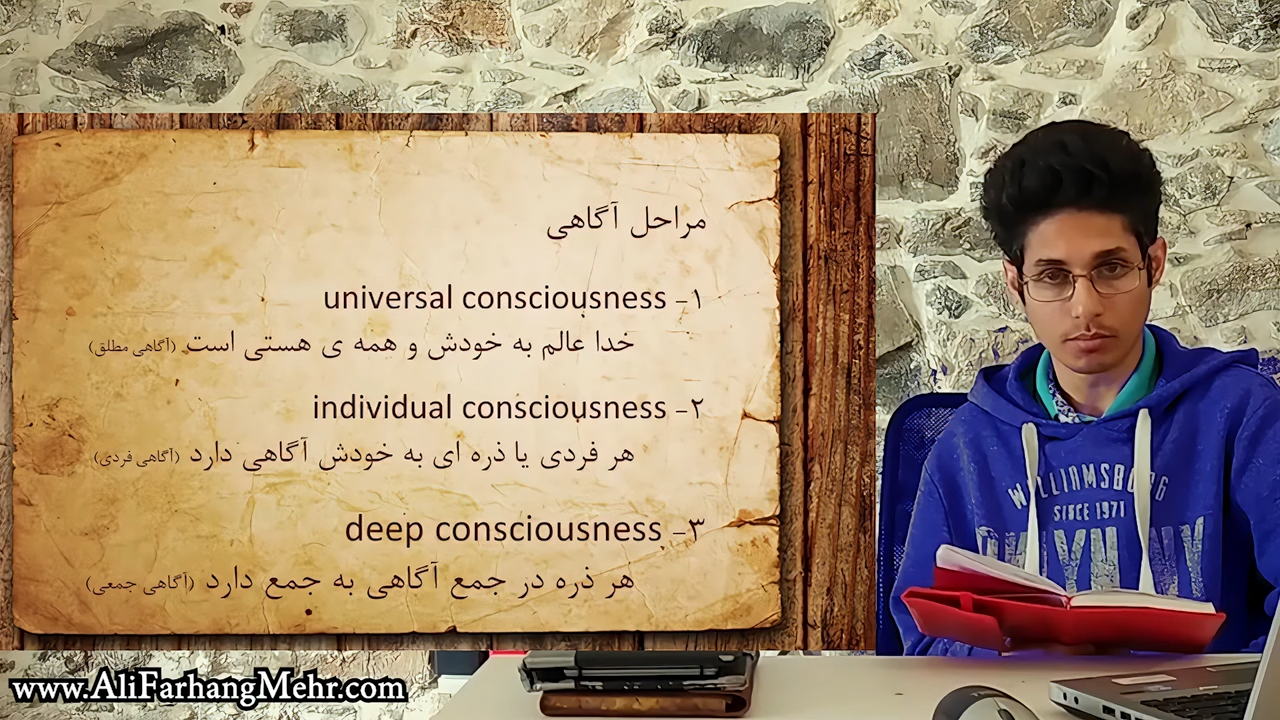 مراحل آگاهی
۱- universal consciousness
خدا عالم به خودش و همه ی هستی است (آگاهی مطلق)
۲- individual consciousness
هر فردی یا ذره ای به خودش آگاهی دارد (آگاهی فردی)
۳- deep consciousness
هر ذره در جمع آگاهی به جمع دارد (آگاهی جمعی)
WILLIAMSBURG
SINCE 1971
www.AliFarhangMehr.com